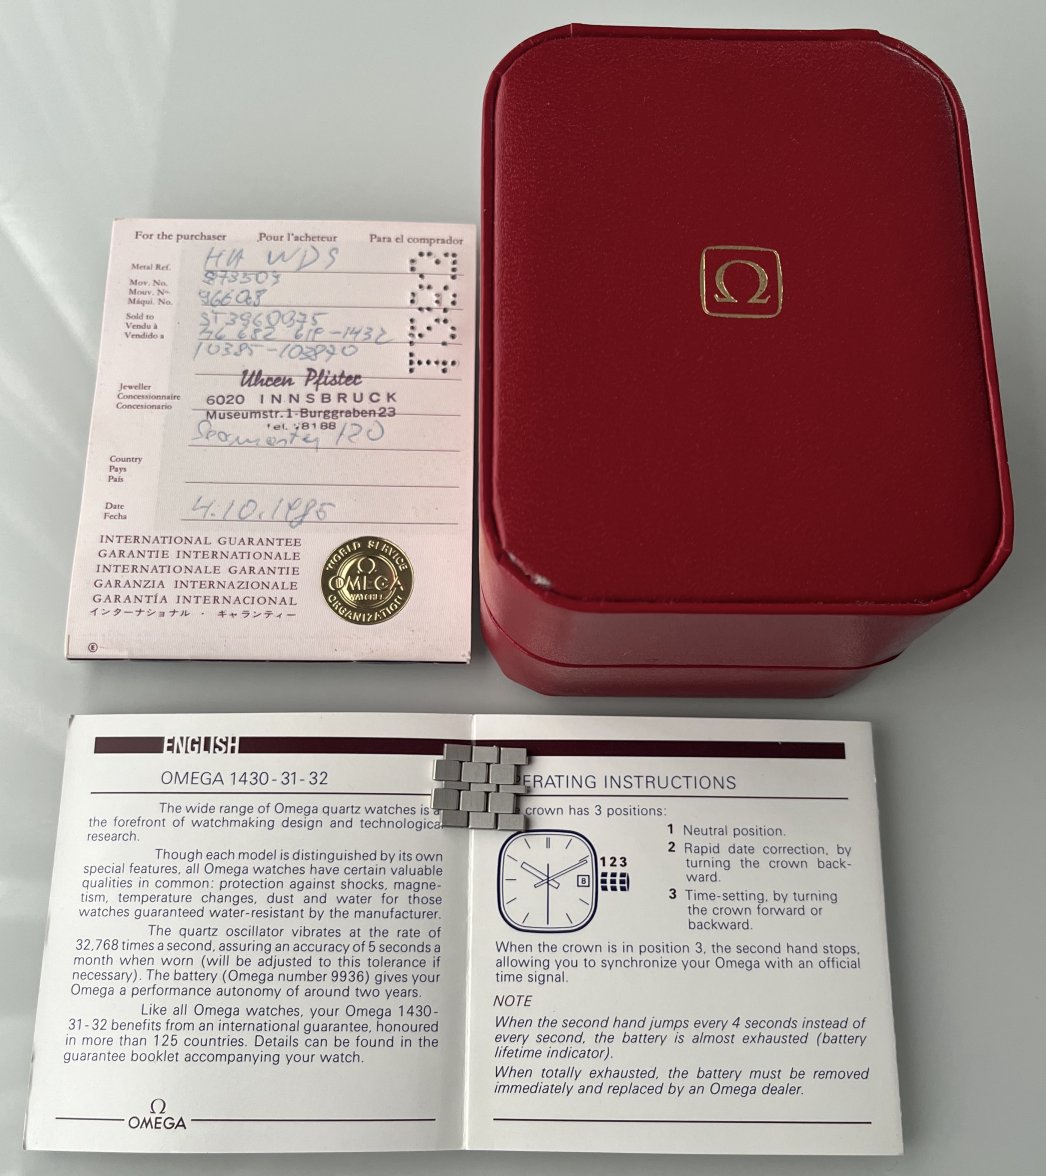 For the purchaser Pour l'acheteur Para el comprador
Metal Ref.
HA WDS
Mov. No.
Mouv. No
Máqui. No.
Sold to
Vendu à
Vendido a
ST3960875
10385-103890
Jeweller
Concessionnaire
Concesionario
Uhren Pfister
6020 INNSBRUCK
Museumstr.1-Burggraben23
Seamaster 120
Country
Pays
País
Date
Fecha
4.10.1985
INTERNATIONAL GUARANTEE
GARANTIE INTERNATIONALE
INTERNATIONALE GARANTIE
GARANZIA INTERNAZIONALE
GARANTÍA INTERNACIONAL
インターナショナル・ギャランティー
WORLD SERVICE
Ω
OMEGA
WATCHES
ORGANIZATION
E
Ω
ENGLISH
OMEGA 1430-31-32
The wide range of Omega quartz watches is a
the forefront of watchmaking design and technologica
research.
Though each model is distinguished by its own
special features, all Omega watches have certain valuable
qualities in common: protection against shocks, magne-
tism, temperature changes, dust and water for those
watches guaranteed water-resistant by the manufacturer.
The quartz oscillator vibrates at the rate of
32,768 times a second, assuring an accuracy of 5 seconds a
month when worn (will be adjusted to this tolerance if
necessary). The battery (Omega number 9936) gives your
Omega a performance autonomy of around two years.
Like all Omega watches, your Omega 1430-
31-32 benefits from an international guarantee, honoured
in more than 125 countries. Details can be found in the
guarantee booklet accompanying your watch.
Ω
OMEGA
ERATING INSTRUCTIONS
crown has 3 positions:
1 Neutral position.
2 Rapid date correction, by
turning the crown back-
ward.
3 Time-setting, by turning
the crown forward or
backward.
1 2 3
8
When the crown is in position 3, the second hand stops,
allowing you to synchronize your Omega with an official
time signal.
NOTE
When the second hand jumps every 4 seconds instead of
every second, the battery is almost exhausted (battery
lifetime indicator).
When totally exhausted, the battery must be removed
immediately and replaced by an Omega dealer.